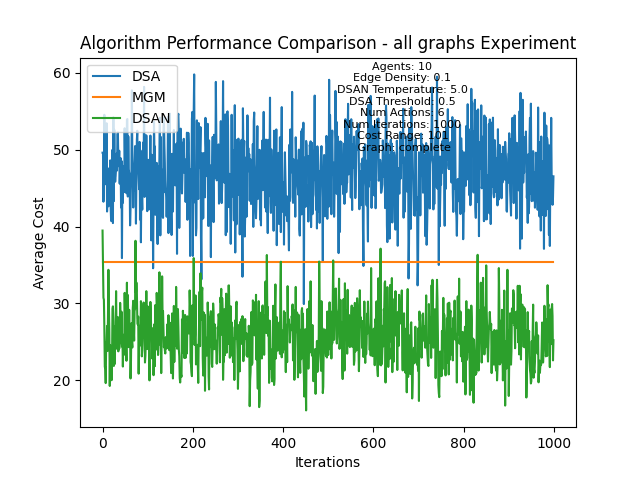 Algorithm Performance Comparison - all graphs Experiment
DSA
MGM
DSAN
Agents: 10
Edge Density: 0.1
DSAN Temperature: 5.0
DSA Threshold: 0.5
Num Actions: 6
Num Iterations: 1000
Cost Range: 101
Graph: complete
Average Cost
60
50
40
30
20
0
200
400
600
800
1000
Iterations